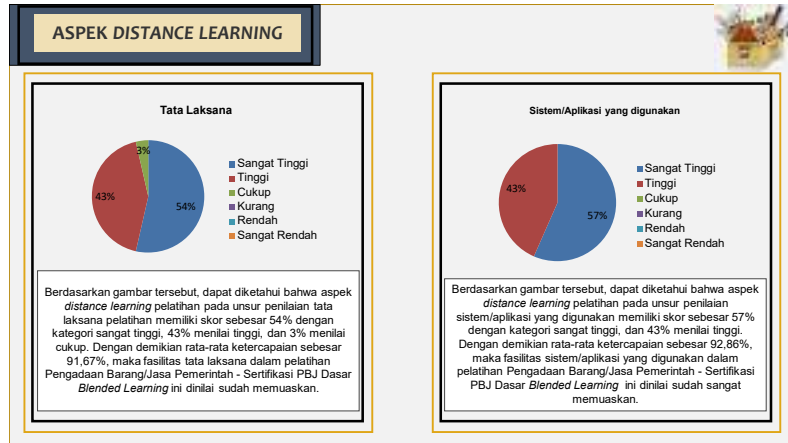 ASPEK DISTANCE LEARNING
Tata Laksana
3%
43%
54%
Sangat Tinggi
Tinggi
Cukup
Kurang
Rendah
Sangat Rendah
Berdasarkan gambar tersebut, dapat diketahui bahwa aspek
distance learning pelatihan pada unsur penilaian tata
laksana pelatihan memiliki skor sebesar 54% dengan
kategori sangat tinggi, 43% menilai tinggi, dan 3% menilai
cukup. Dengan demikian rata-rata ketercapaian sebesar
91,67%, maka fasilitas tata laksana dalam pelatihan
Pengadaan Barang/Jasa Pemerintah - Sertifikasi PBJ Dasar
Blended Learning ini dinilai sudah memuaskan.
Sistem/Aplikasi yang digunakan
43%
57%
Sangat Tinggi
Tinggi
Cukup
Kurang
Rendah
Sangat Rendah
Berdasarkan gambar tersebut, dapat diketahui bahwa aspek
distance learning pelatihan pada unsur penilaian
sistem/aplikasi yang digunakan memiliki skor sebesar 57%
dengan kategori sangat tinggi, dan 43% menilai tinggi.
Dengan demikian rata-rata ketercapaian sebesar 92,86%,
maka fasilitas sistem/aplikasi yang digunakan dalam
pelatihan Pengadaan Barang/Jasa Pemerintah - Sertifikasi
PBJ Dasar Blended Learning ini dinilai sudah sangat
memuaskan.